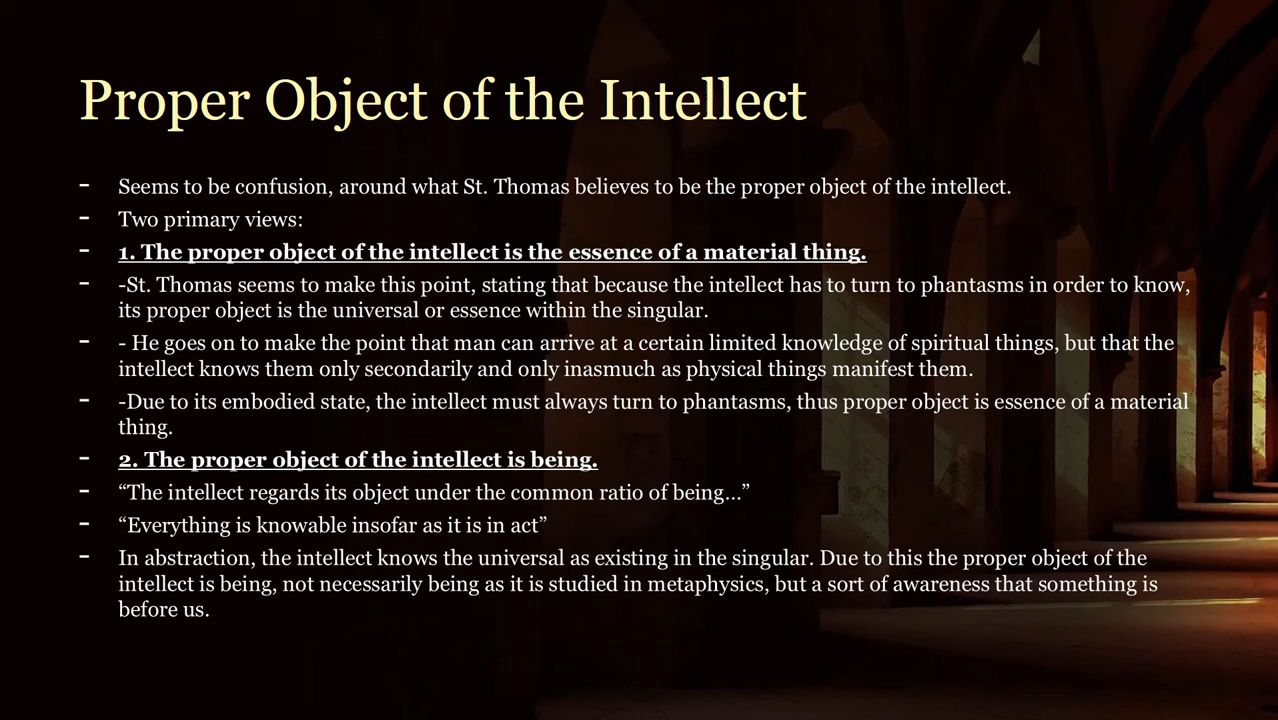 Proper Object of the Intellect
- Seems to be confusion, around what St. Thomas believes to be the proper object of the intellect.
- Two primary views:
- 1. The proper object of the intellect is the essence of a material thing.
- -St. Thomas seems to make this point, stating that because the intellect has to turn to phantasms in order to know,
its proper object is the universal or essence within the singular.
- - He goes on to make the point that man can arrive at a certain limited knowledge of spiritual things, but that the
intellect knows them only secondarily and only inasmuch as physical things manifest them.
- -Due to its embodied state, the intellect must always turn to phantasms, thus proper object is essence of a material
thing.
- 2. The proper object of the intellect is being.
- “The intellect regards its object under the common ratio of being…”
- “Everything is knowable insofar as it is in act”
- In abstraction, the intellect knows the universal as existing in the singular. Due to this the proper object of the
intellect is being, not necessarily being as it is studied in metaphysics, but a sort of awareness that something is
before us.